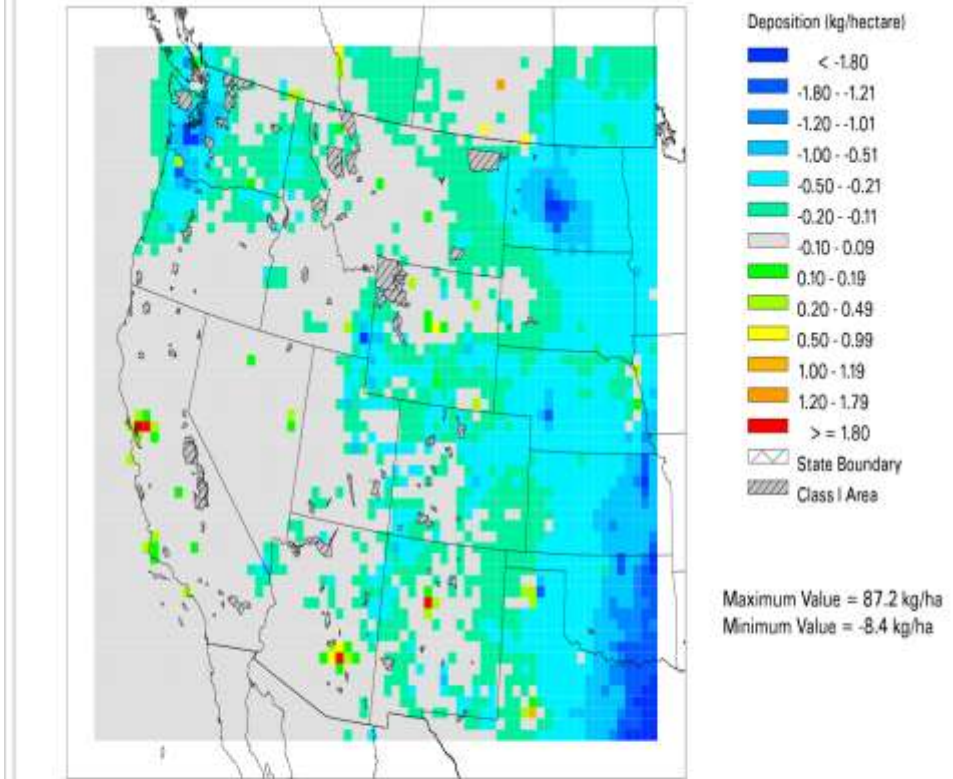 Deposition (kg/hectare)
< -1.80
-1.80 - -1.21
-1.20 - -1.01
-1.00 - -0.51
-0.50 - -0.21
-0.20 - -0.11
-0.10 - 0.09
0.10 - 0.19
0.20 - 0.49
0.50 - 0.99
1.00 - 1.19
1.20 - 1.79
> = 1.80
State Boundary
Class I Area
Maximum Value = 87.2 kg/ha
Minimum Value = -8.4 kg/ha